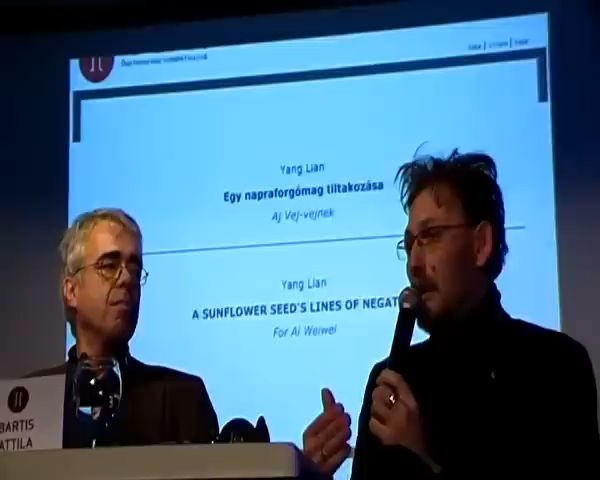 Yang Lian
Egy napraforgómag tiltakozása
Aj Vej-vejnek
Yang Lian
A SUNFLOWER SEED'S LINES OF NEGAT
For Ai Weiwei
BARTIS
ATTILA